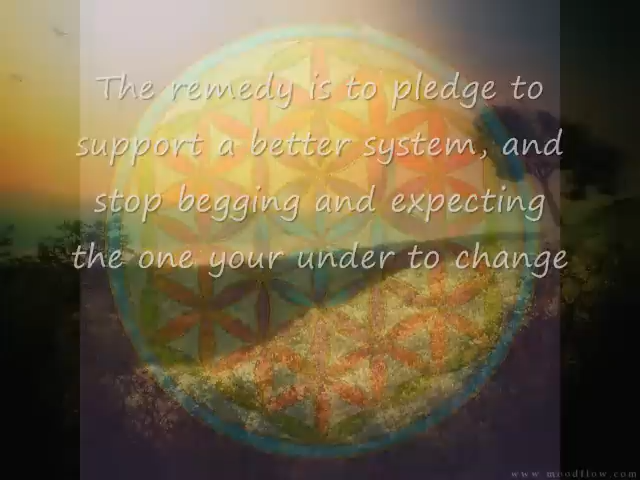 The remedy is to pledge to
support a better system, and
stop begging and expecting
the one your under to change
www.moodflow.com